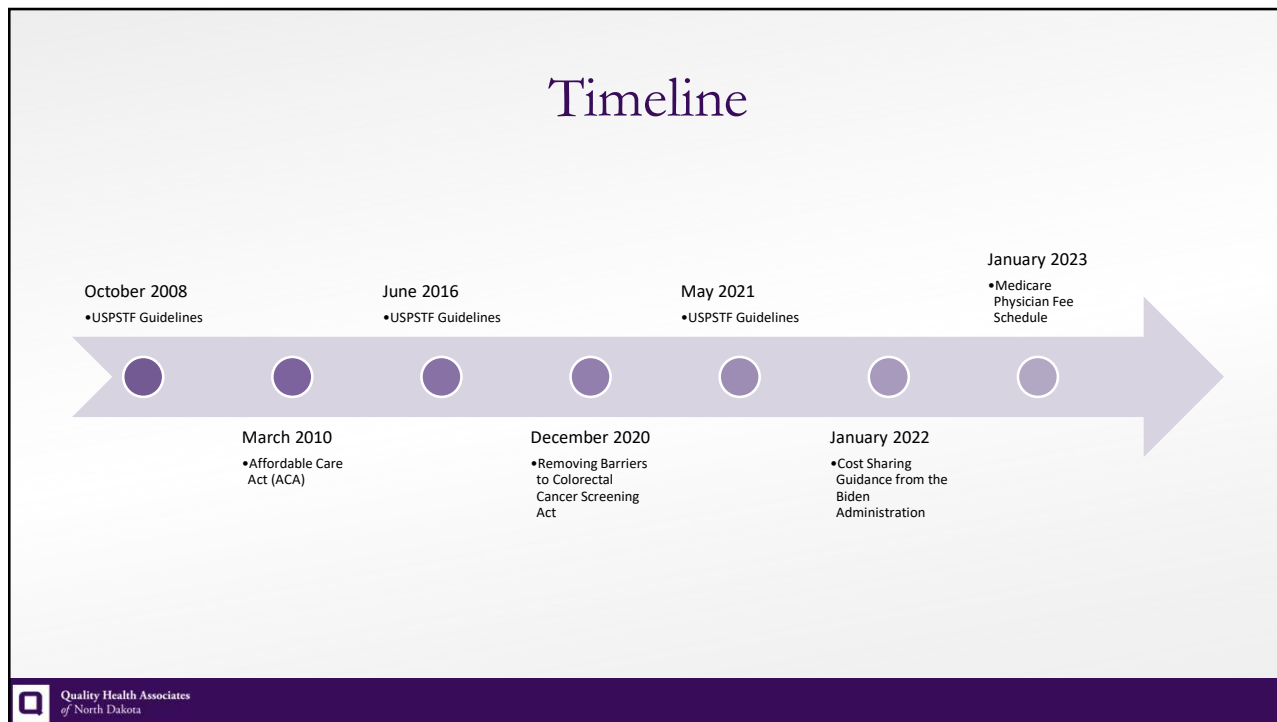 Timeline
October 2008
•USPSTF Guidelines
March 2010
•Affordable Care
Act (ACA)
June 2016
•USPSTF Guidelines
December 2020
•Removing Barriers
to Colorectal
Cancer Screening
Act
May 2021
•USPSTF Guidelines
January 2022
•Cost Sharing
Guidance from the
Biden
Administration
January 2023
•Medicare
Physician Fee
Schedule
Quality Health Associates
of North Dakota